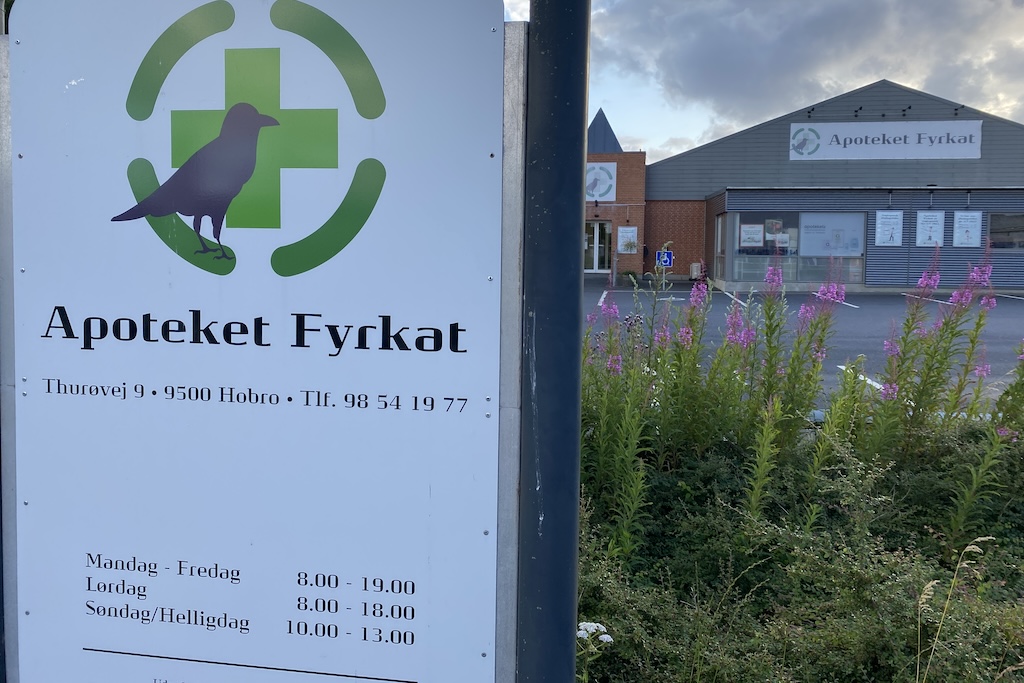 Apoteket Fyrkat
Thurøvej 9 • 9500 Hobro • Tlf. 98 54 19 77
Mandag - Fredag 8.00 - 19.00
Lørdag 8.00 - 18.00
Søndag/Helligdag 10.00 - 13.00
Apoteket Fyrkat